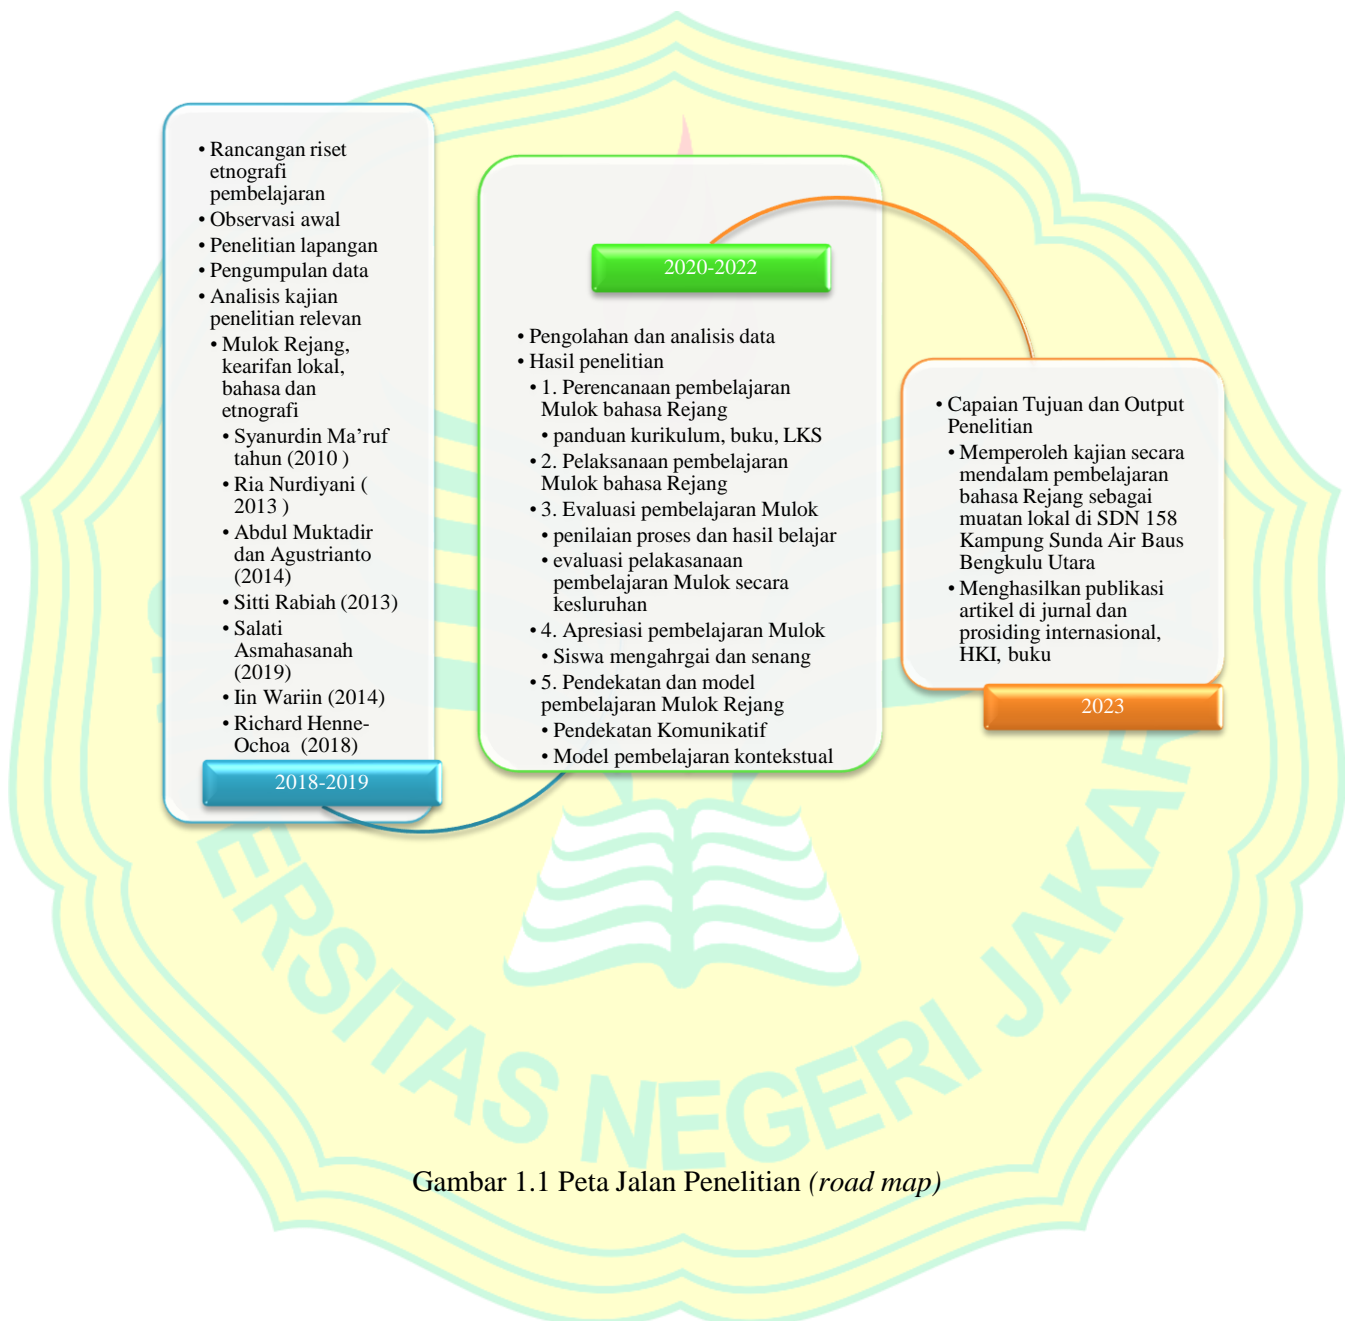 • Rancangan riset
etnografi
pembelajaran
• Observasi awal
• Penelitian lapangan
• Pengumpulan data
• Analisis kajian
penelitian relevan
• Mulok Rejang,
kearifan lokal,
bahasa dan
etnografi
• Syanurdin Ma’ruf
tahun (2010 )
• Ria Nurdiyani (
2013 )
• Abdul Muktadir
dan Agustrianto
(2014)
• Sitti Rabiah (2013)
• Salati
Asmahasanah
(2019)
• Iin Wariin (2014)
• Richard Henne-
Ochoa (2018)
2018-2019
2020-2022
• Pengolahan dan analisis data
• Hasil penelitian
• 1. Perencanaan pembelajaran
Mulok bahasa Rejang
• panduan kurikulum, buku, LKS
• 2. Pelaksanaan pembelajaran
Mulok bahasa Rejang
• 3. Evaluasi pembelajaran Mulok
• penilaian proses dan hasil belajar
• evaluasi pelakasanaan
pembelajaran Mulok secara
kesluruhan
• 4. Apresiasi pembelajaran Mulok
• Siswa mengahrgai dan senang
• 5. Pendekatan dan model
pembelajaran Mulok Rejang
• Pendekatan Komunikatif
• Model pembelajaran kontekstual
• Capaian Tujuan dan Output
Penelitian
• Memperoleh kajian secara
mendalam pembelajaran
bahasa Rejang sebagai
muatan lokal di SDN 158
Kampung Sunda Air Baus
Bengkulu Utara
• Menghasilkan publikasi
artikel di jurnal dan
prosiding internasional,
HKI, buku
2023
ERSITAS NEGERI JAKAR
Gambar 1.1 Peta Jalan Penelitian (road map)